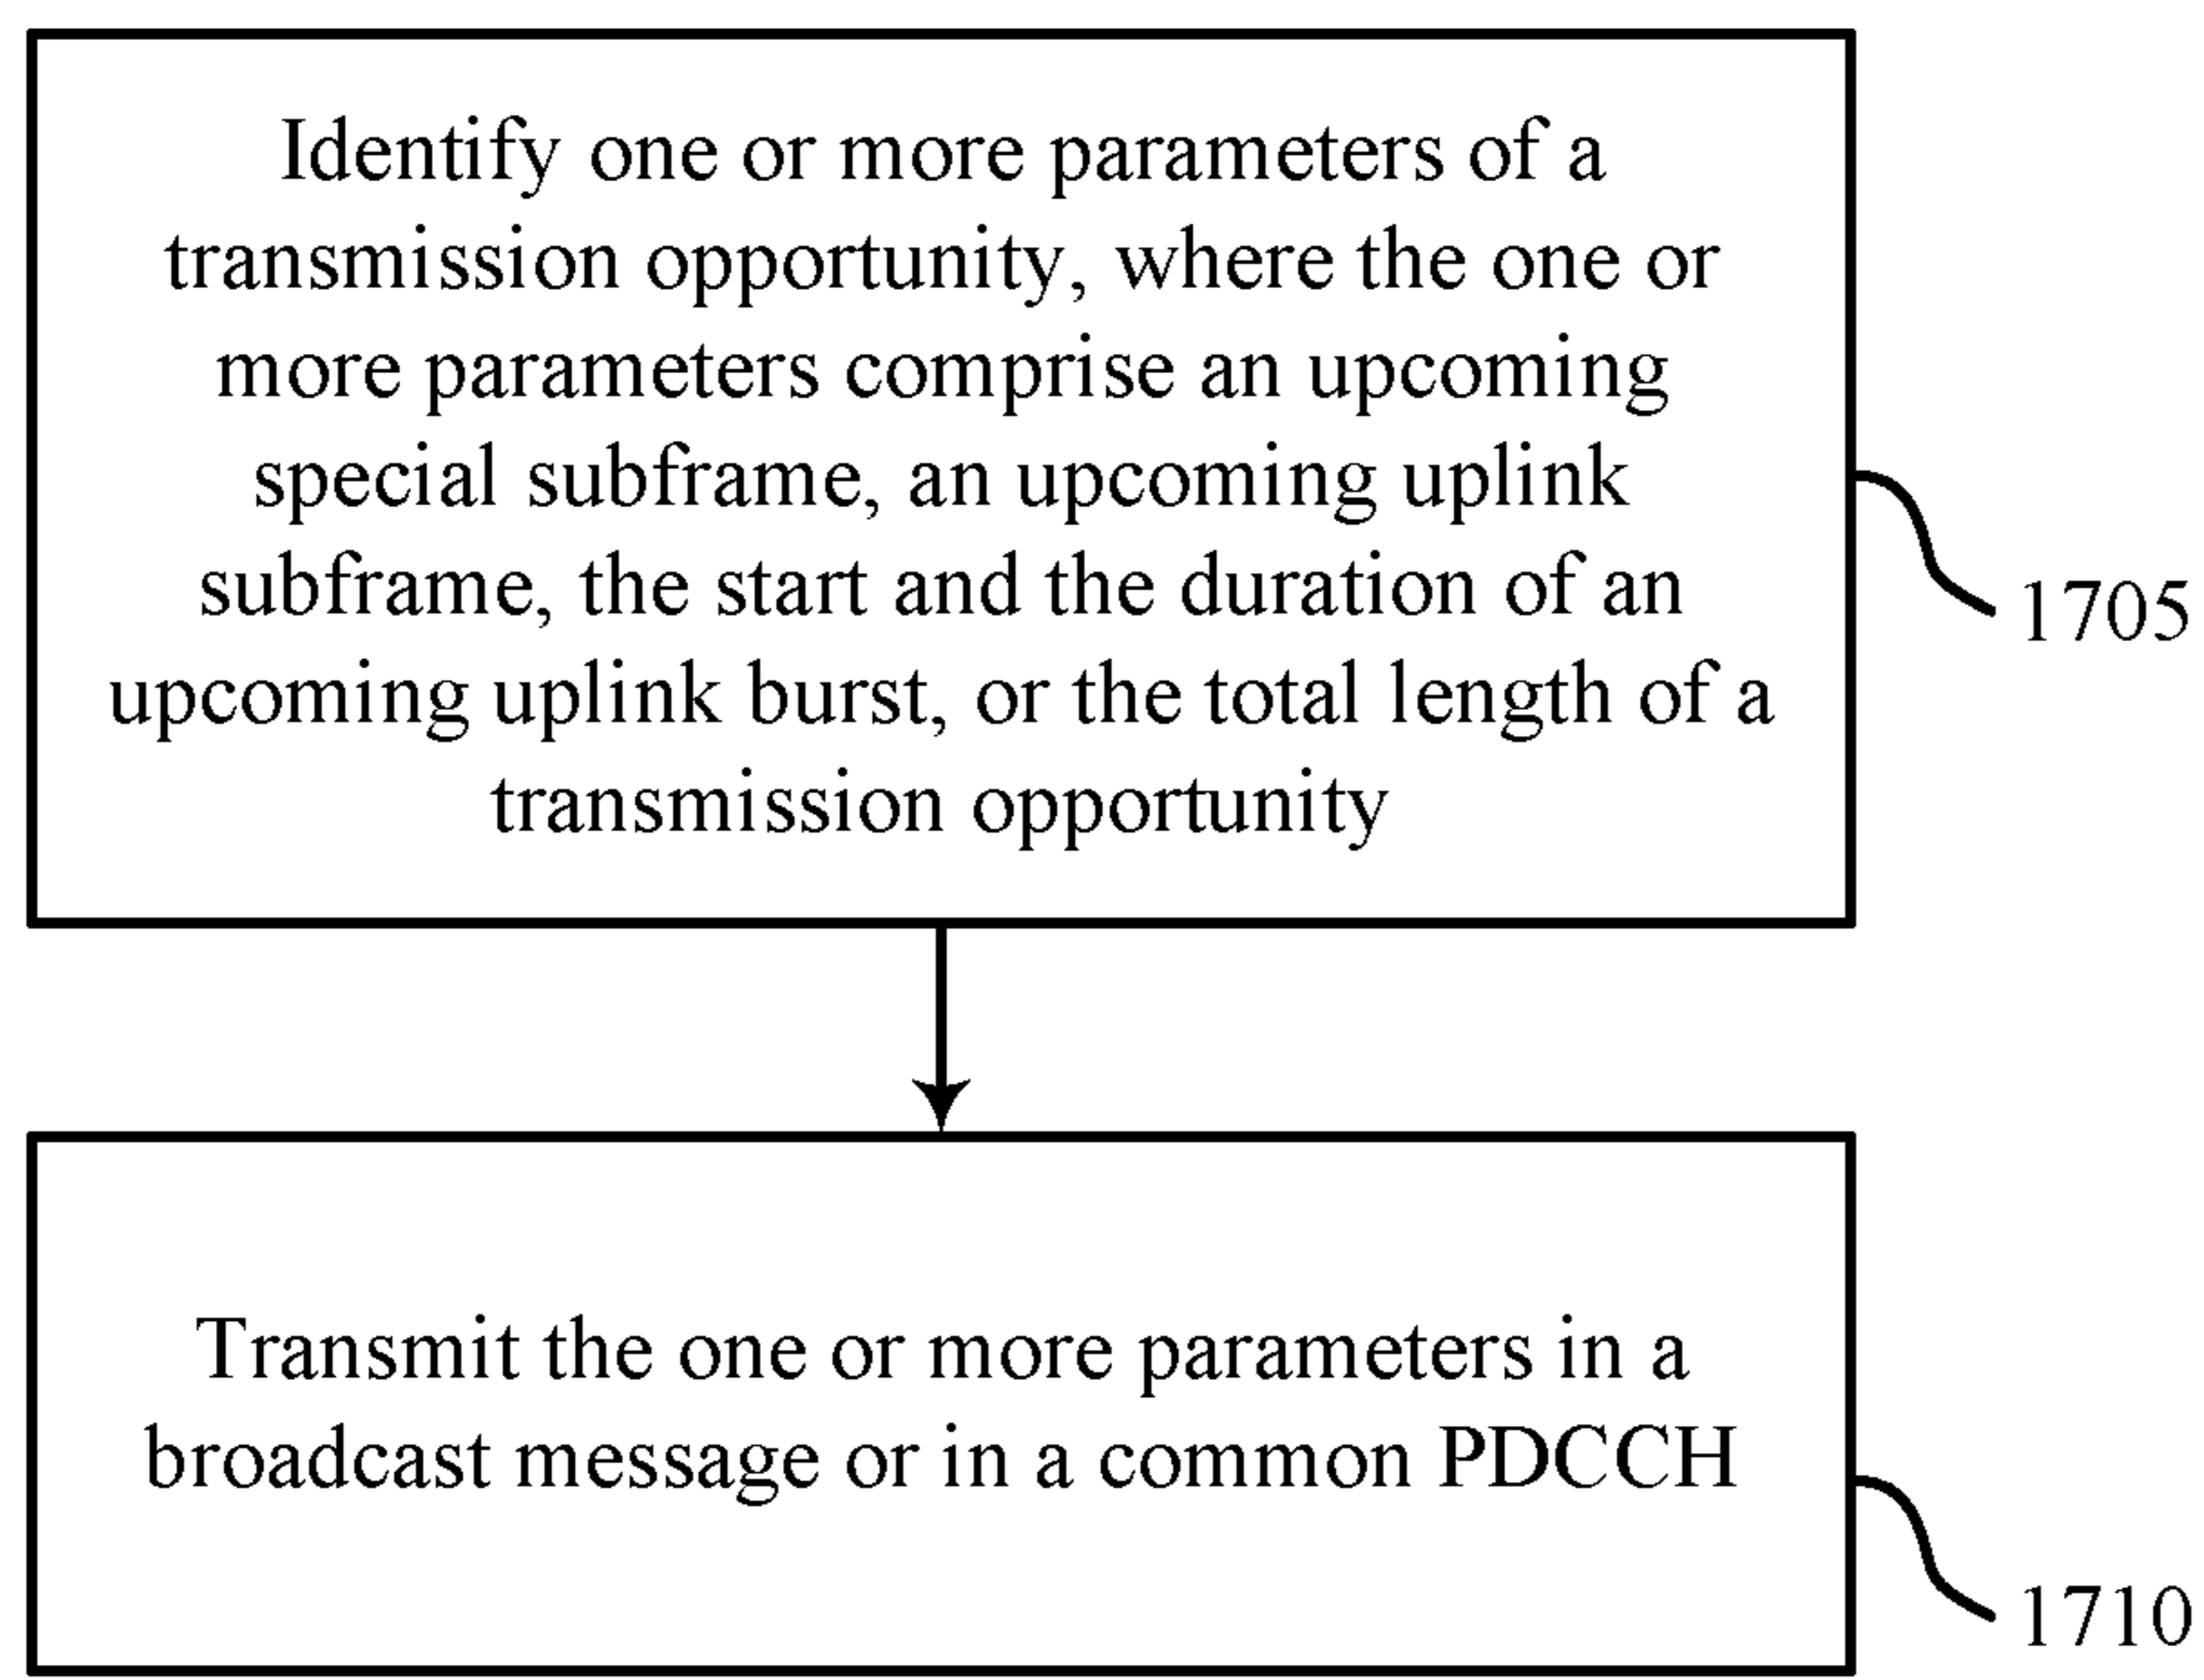 Identify one or more parameters of a
transmission opportunity, where the one or
more parameters comprise an upcoming
special subframe, an upcoming uplink
subframe, the start and the duration of an
upcoming uplink burst, or the total length of a
transmission opportunity
1705
Transmit the one or more parameters in a
broadcast message or in a common PDCCH
1710